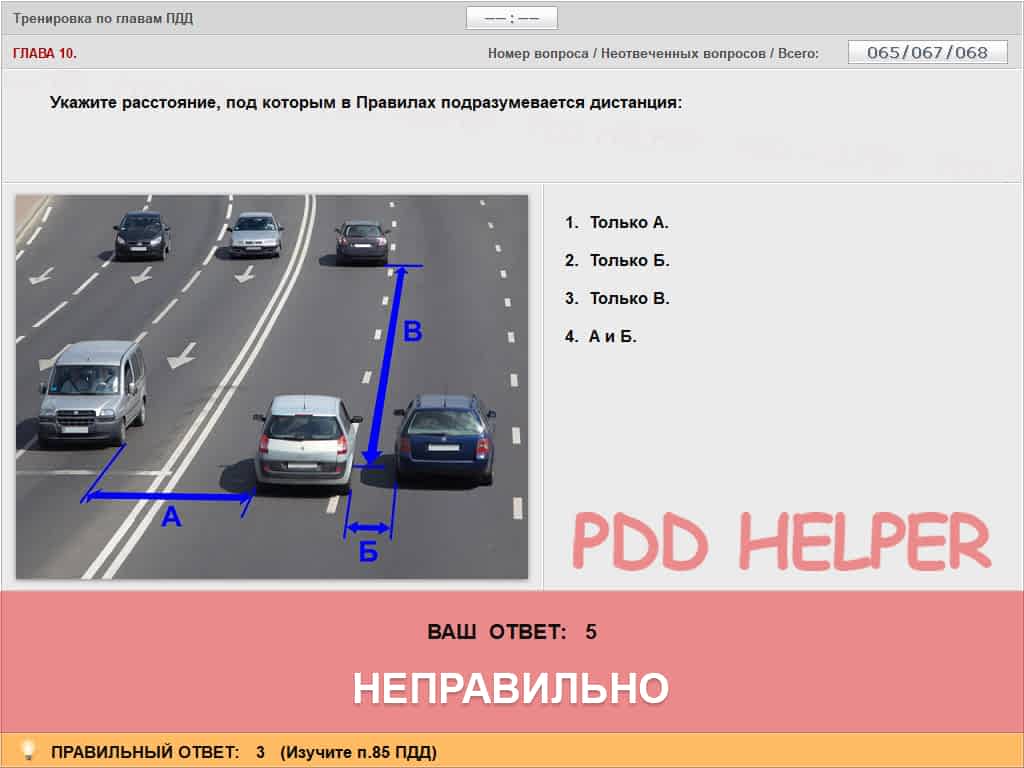 Тренировка по главам ПДД
—— : ——
ГЛАВА 10.
Номер вопроса / Неотвеченных вопросов / Всего:
065/067/068
Укажите расстояние, под которым в Правилах подразумевается дистанция:
1. Только А.
2. Только Б.
3. Только В.
4. А и Б.
В
А
Б
PDD HELPER
ВАШ ОТВЕТ: 5
НЕПРАВИЛЬНО
ПРАВИЛЬНЫЙ ОТВЕТ: 3 (Изучите п.85 ПДД)